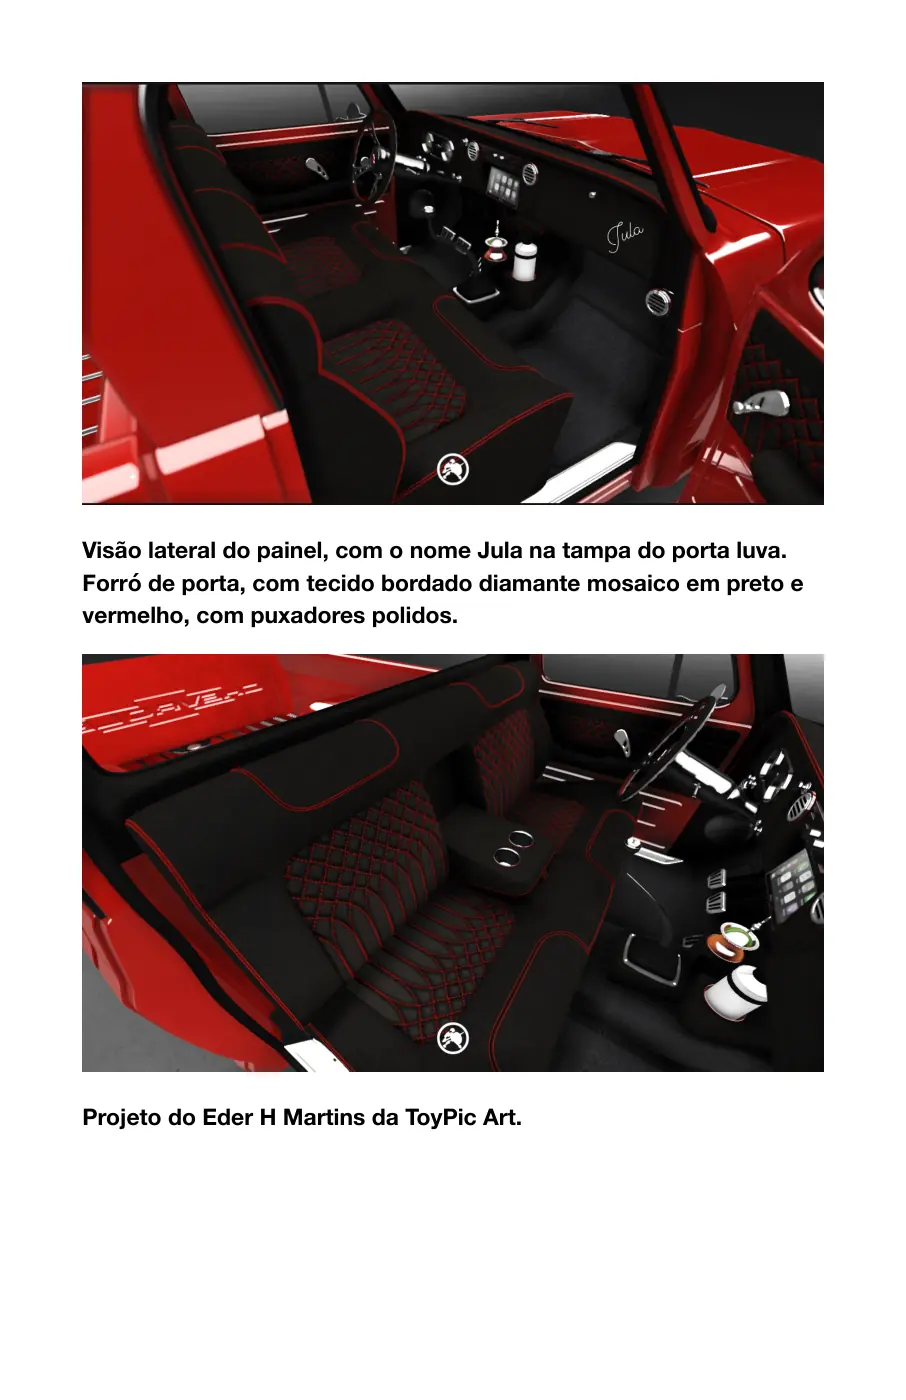 Jula
Visão lateral do painel, com o nome Jula na tampa do porta luva.
Forró de porta, com tecido bordado diamante mosaico em preto e
vermelho, com puxadores polidos.
Projeto do Eder H Martins da ToyPic Art.